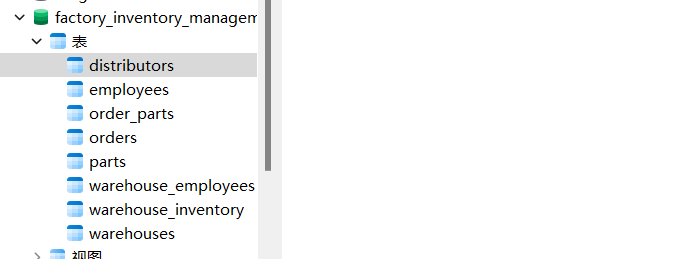 factory_inventory_managem
表
distributors
employees
order_parts
orders
parts
warehouse_employees
warehouse_inventory
warehouses
视图